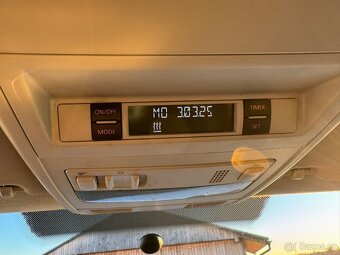 ON/OFF
MO 3.03.25
TIMER
MODE
SET
Bazos.cz